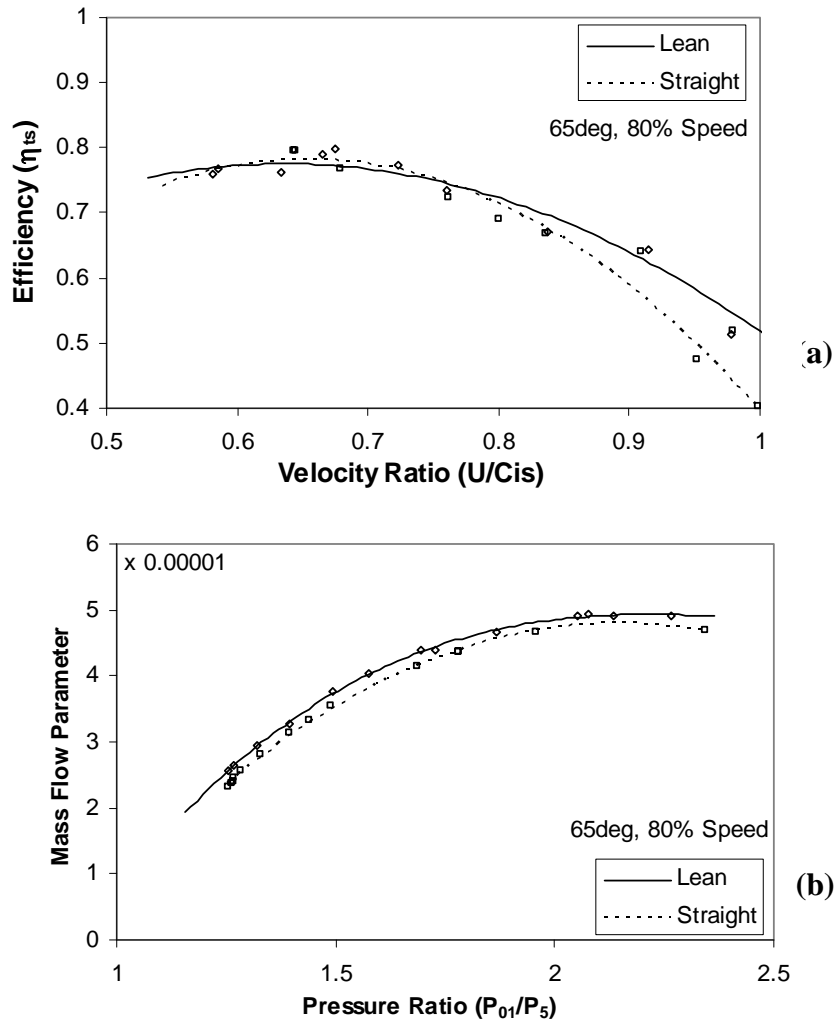 1
0.9
0.8
0.7
0.6
0.5
0.4
Efficiency (ηts)
Lean
Straight
65deg, 80% Speed
0.5 0.6 0.7 0.8 0.9 1
Velocity Ratio (U/Cis)
(a)
6
5
4
3
2
1
0
x 0.00001
Mass Flow Parameter
65deg, 80% Speed
Lean
Straight
1 1.5 2 2.5
Pressure Ratio (P01/P5)
(b)